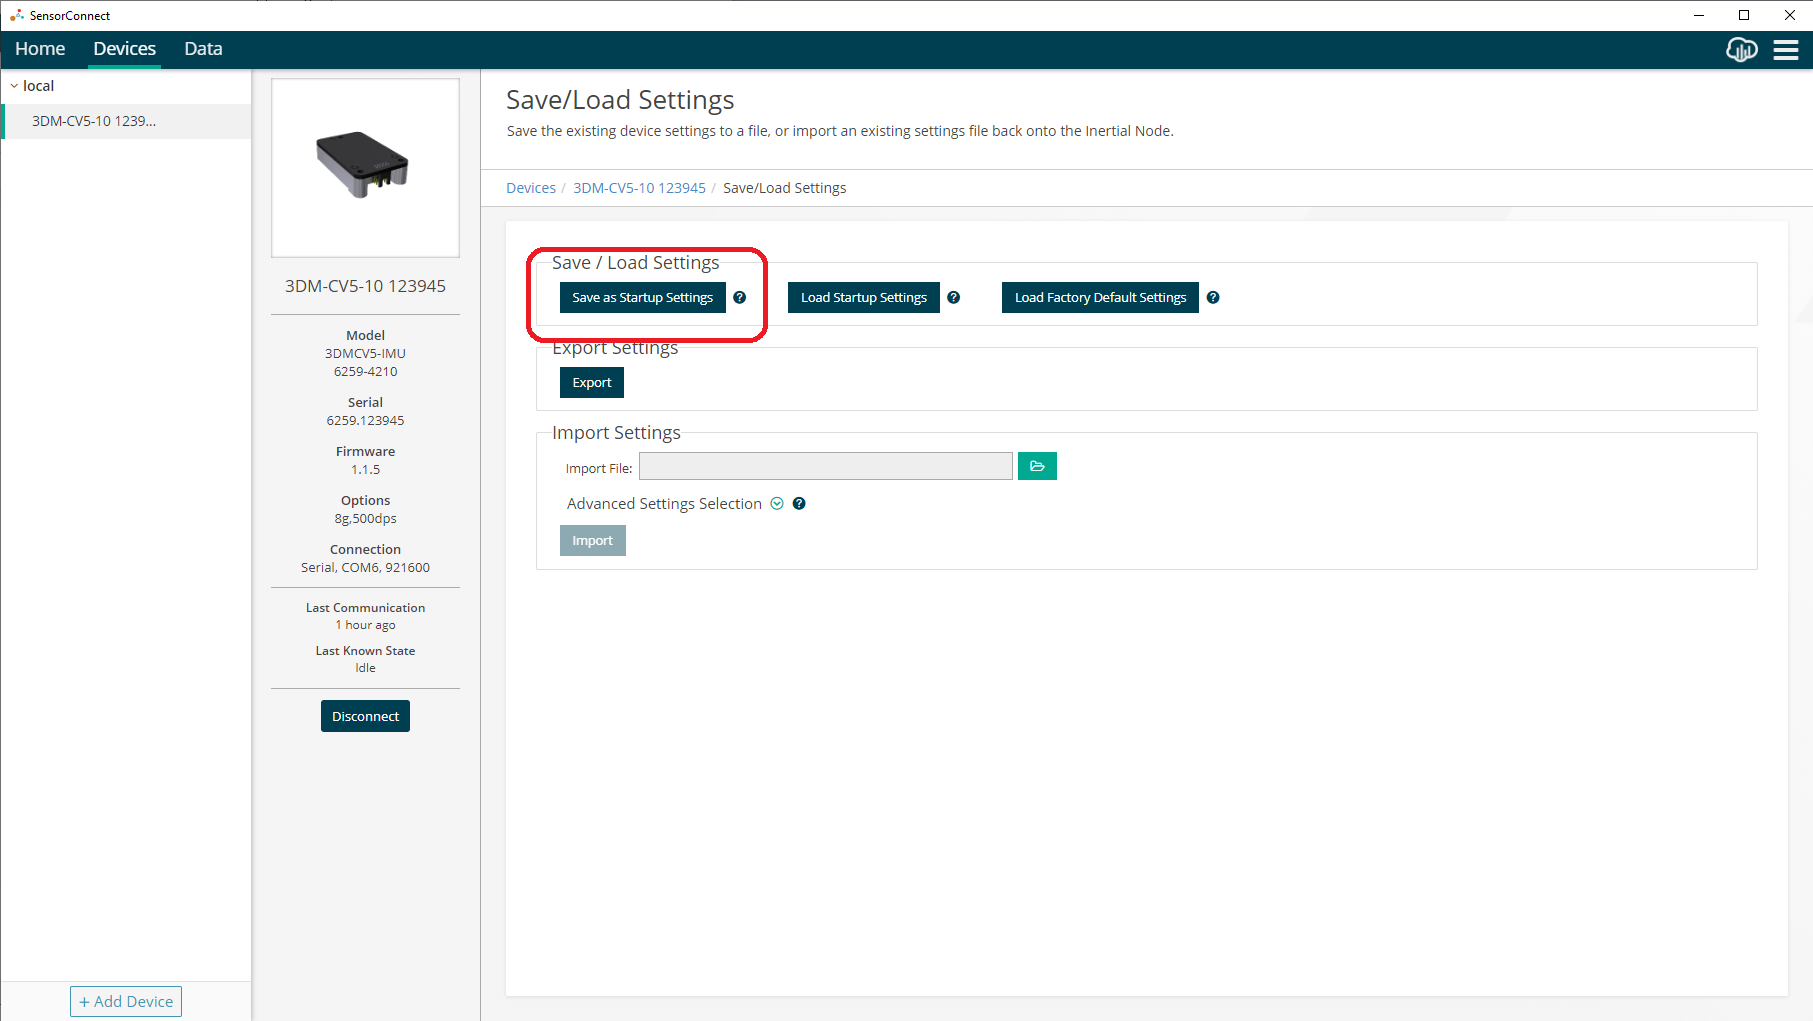 SensorConnect
Home Devices Data
local
3DM-CV5-10 1239...
+ Add Device
3DM-CV5-10 123945
Model
3DMCV5-IMU
6259-4210
Serial
6259.123945
Firmware
1.1.5
Options
8g,500dps
Connection
Serial, COM6, 921600
Last Communication
1 hour ago
Last Known State
Idle
Disconnect
Save/Load Settings
Save the existing device settings to a file, or import an existing settings file back onto the Inertial Node.
Devices / 3DM-CV5-10 123945 / Save/Load Settings
Save / Load Settings
Save as Startup Settings ? Load Startup Settings ? Load Factory Default Settings ?
Export Settings
Export
Import Settings
Import File:
Advanced Settings Selection ?
Import